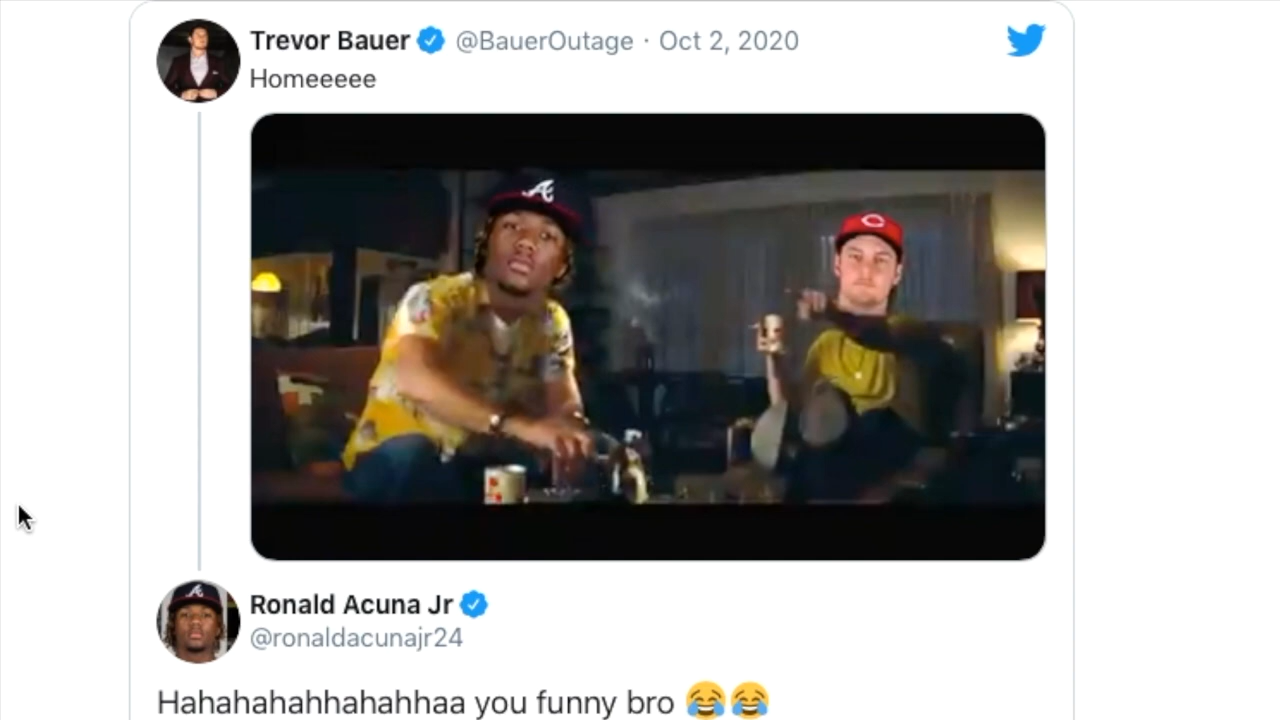 Trevor Bauer @BauerOutage · Oct 2, 2020
Homeeeee
A
C
Ronald Acuna Jr
@ronaldacunajr24
Hahahahahhahahhaa you funny bro 😂😂